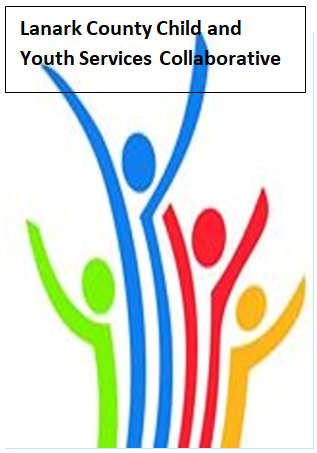 Lanark County Child and
Youth Services Collaborative